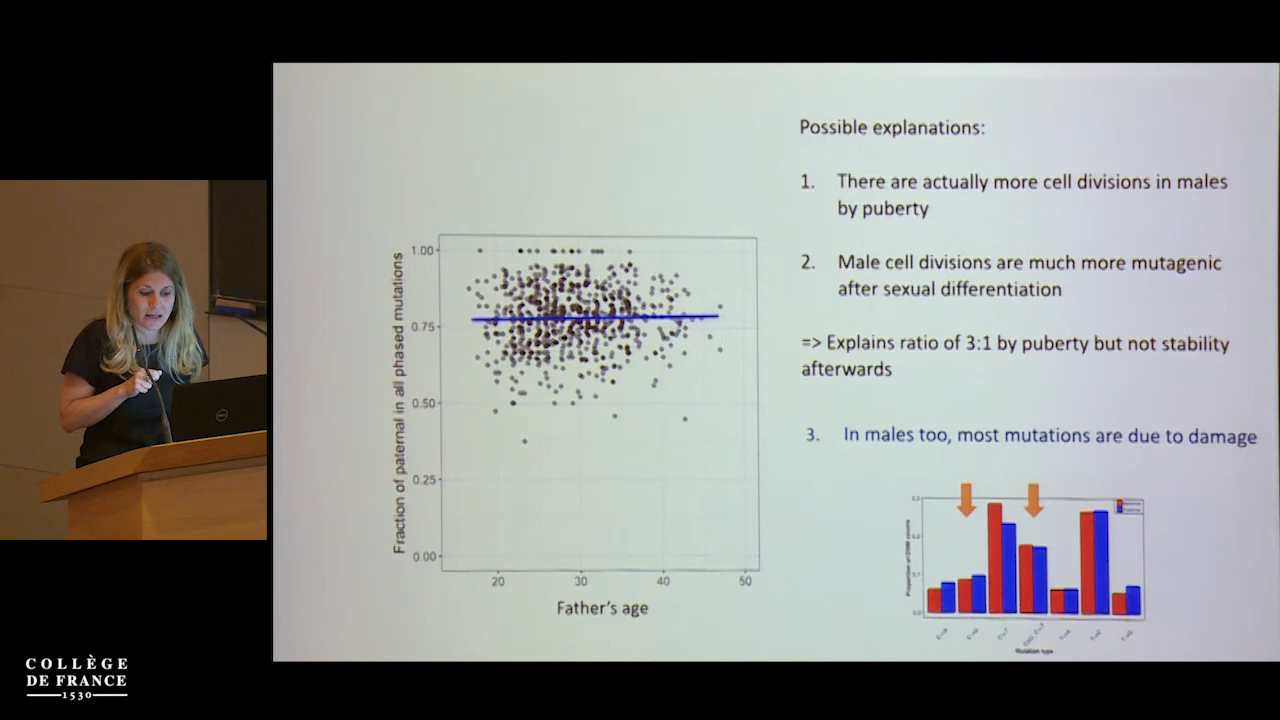 Possible explanations:
1. There are actually more cell divisions in males
by puberty
2. Male cell divisions are much more mutagenic
after sexual differentiation
=> Explains ratio of 3:1 by puberty but not stability
afterwards
3. In males too, most mutations are due to damage
Fraction of paternal in all phased mutations
1.00
0.75
0.50
0.25
0.00
20 30 40 50
Father's age
Mutation type
COLLÈGE
DE FRANCE
1530